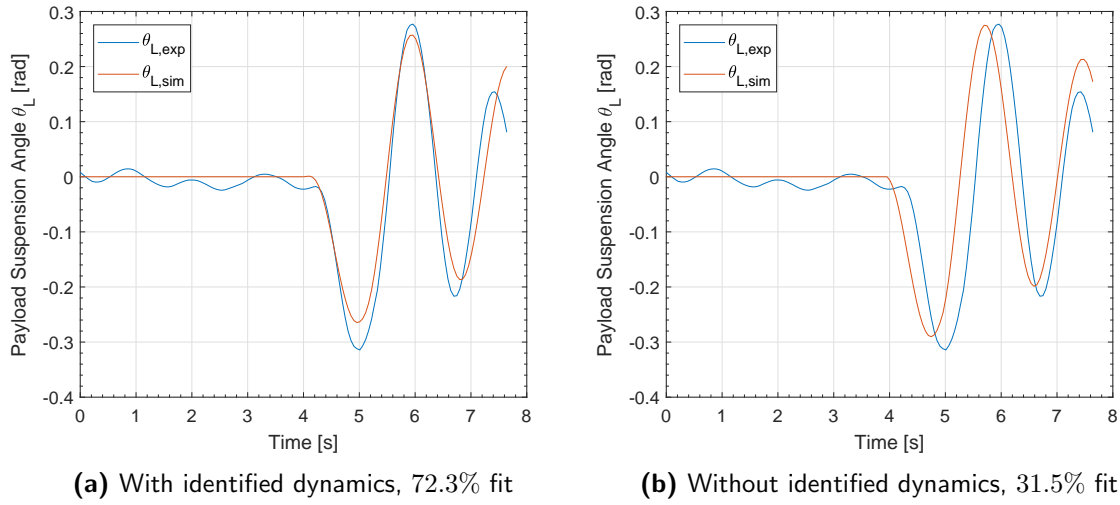 θL,exp
θL,sim
Payload Suspension Angle θL [rad]
0.3
0.2
0.1
0
-0.1
-0.2
-0.3
-0.4
0 1 2 3 4 5 6 7 8
Time [s]
(a) With identified dynamics, 72.3% fit
θL,exp
θL,sim
Payload Suspension Angle θL [rad]
0.3
0.2
0.1
0
-0.1
-0.2
-0.3
-0.4
0 1 2 3 4 5 6 7 8
Time [s]
(b) Without identified dynamics, 31.5% fit